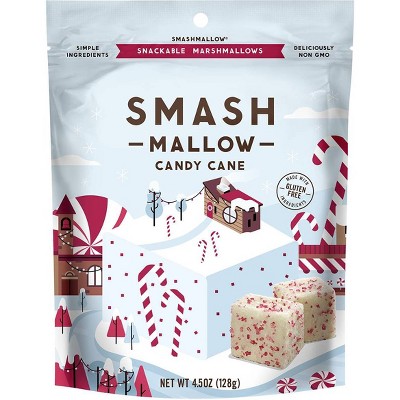 SMASHMALLOW®
SIMPLE
INGREDIENTS
SNACKABLE MARSHMALLOWS
DELICIOUSLY
NON GMO
SMASH
—MALLOW—
CANDY CANE
MADE WITH
GLUTEN
FREE
INGREDIENTS
NET WT 4.5OZ (128g)